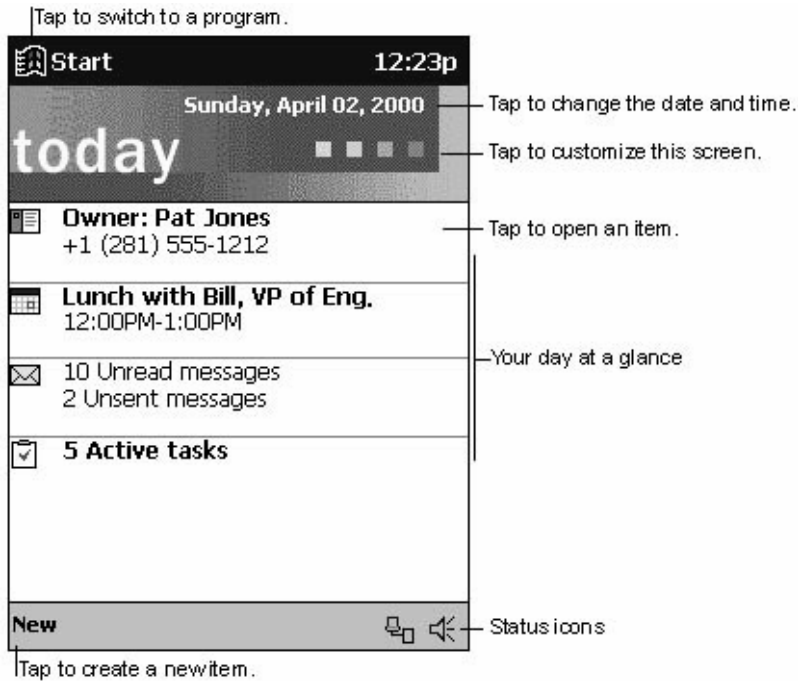 Tap to switch to a program.
Start 12:23p
Sunday, April 02, 2000
Tap to change the date and time.
today
Tap to customize this screen.
Owner: Pat Jones
+1 (281) 555-1212
Tap to open an item.
Lunch with Bill, VP of Eng.
12:00PM-1:00PM
Your day at a glance
10 Unread messages
2 Unsent messages
5 Active tasks
New
Status icons
Tap to create a new item.